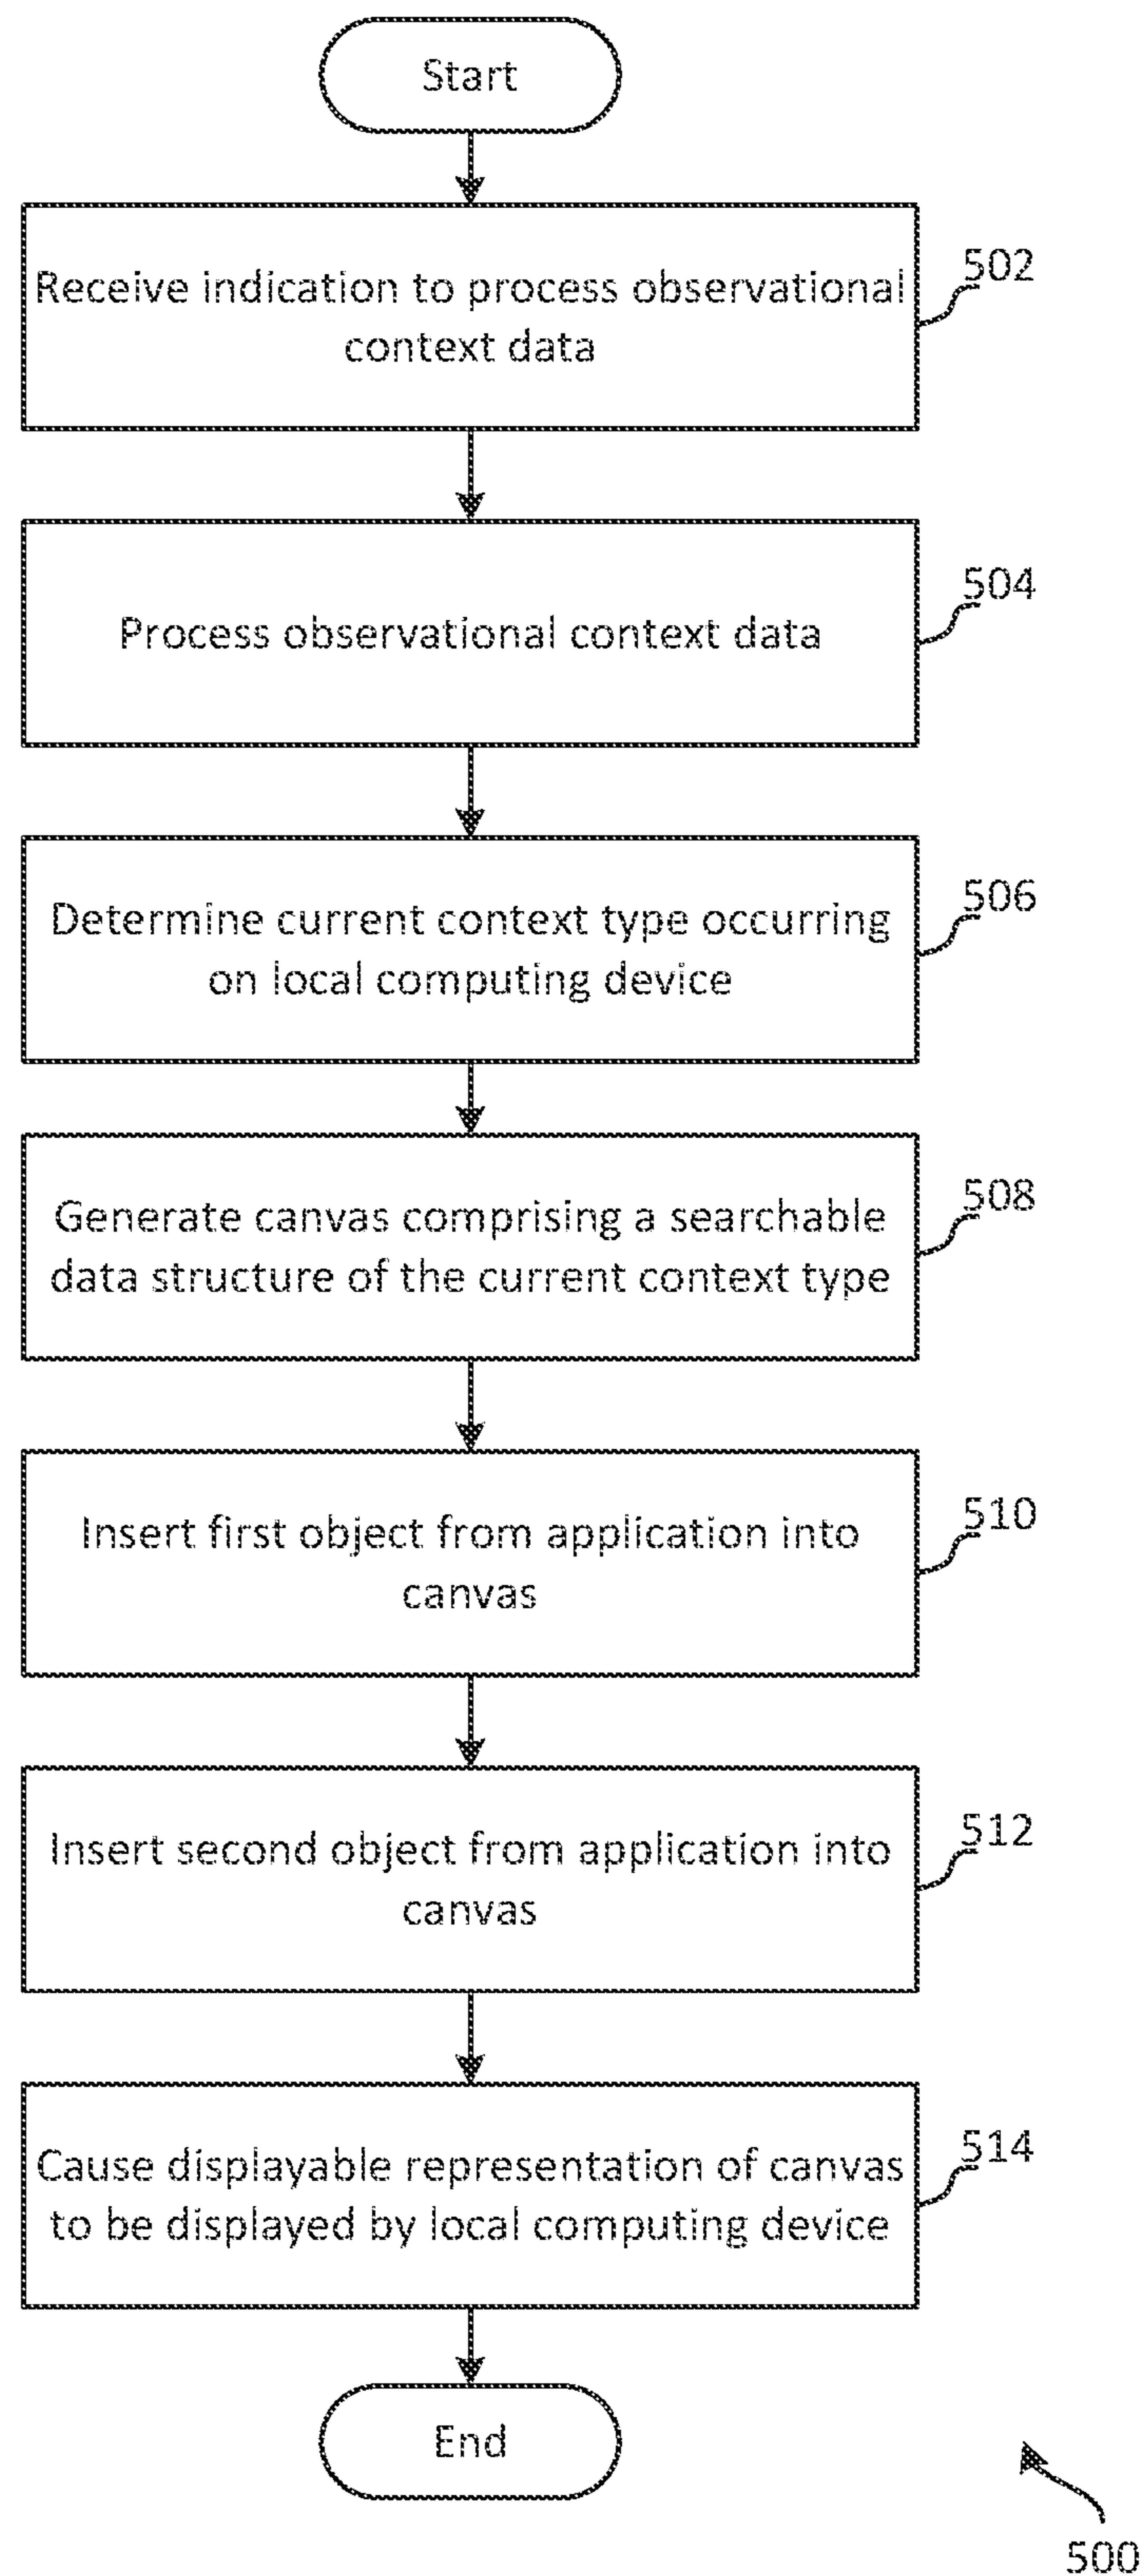 Start
Receive indication to process observational
context data
502
Process observational context data
504
Determine current context type occurring
on local computing device
506
Generate canvas comprising a searchable
data structure of the current context type
508
Insert first object from application into
canvas
510
Insert second object from application into
canvas
512
Cause displayable representation of canvas
to be displayed by local computing device
514
End
500